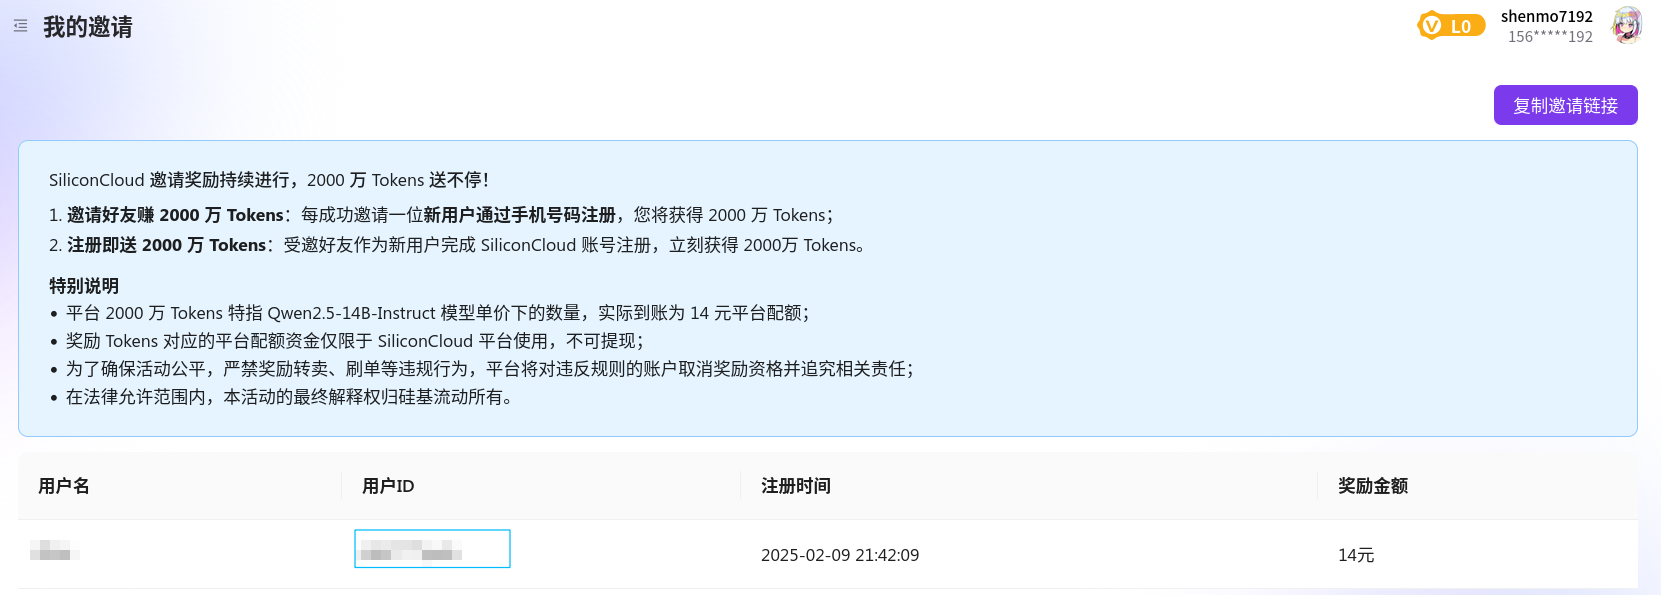 我的邀请
L0
shenmo7192
156*****192
复制邀请链接
SiliconCloud 邀请奖励持续进行，2000 万 Tokens 送不停！
1. 邀请好友赚 2000 万 Tokens：每成功邀请一位新用户通过手机号码注册，您将获得 2000 万 Tokens；
2. 注册即送 2000 万 Tokens：受邀好友作为新用户完成 SiliconCloud 账号注册，立刻获得 2000万 Tokens。
特别说明
• 平台 2000 万 Tokens 特指 Qwen2.5-14B-Instruct 模型单价下的数量，实际到账为 14 元平台配额；
• 奖励 Tokens 对应的平台配额资金仅限于 SiliconCloud 平台使用，不可提现；
• 为了确保活动公平，严禁奖励转卖、刷单等违规行为，平台将对违反规则的账户取消奖励资格并追究相关责任；
• 在法律允许范围内，本活动的最终解释权归硅基流动所有。
用户名 用户ID 注册时间 奖励金额
2025-02-09 21:42:09 14元